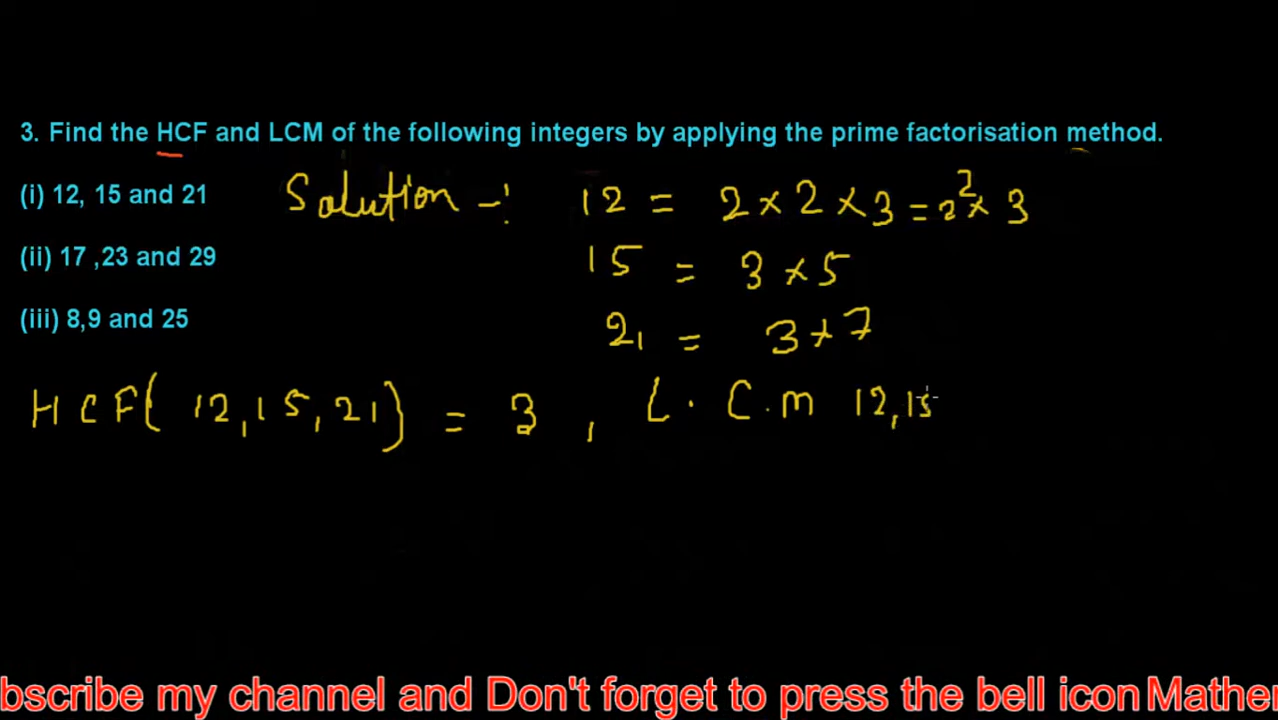 3. Find the HCF and LCM of the following integers by applying the prime factorisation method.
(i) 12, 15 and 21
Solution -: 12 = 2 × 2 × 3 = 2² × 3
(ii) 17 ,23 and 29
15 = 3 × 5
(iii) 8,9 and 25
21 = 3 × 7
HCF( 12,15,21) = 3 , L. C.M 12,15
bscribe my channel and Don't forget to press the bell icon Mather